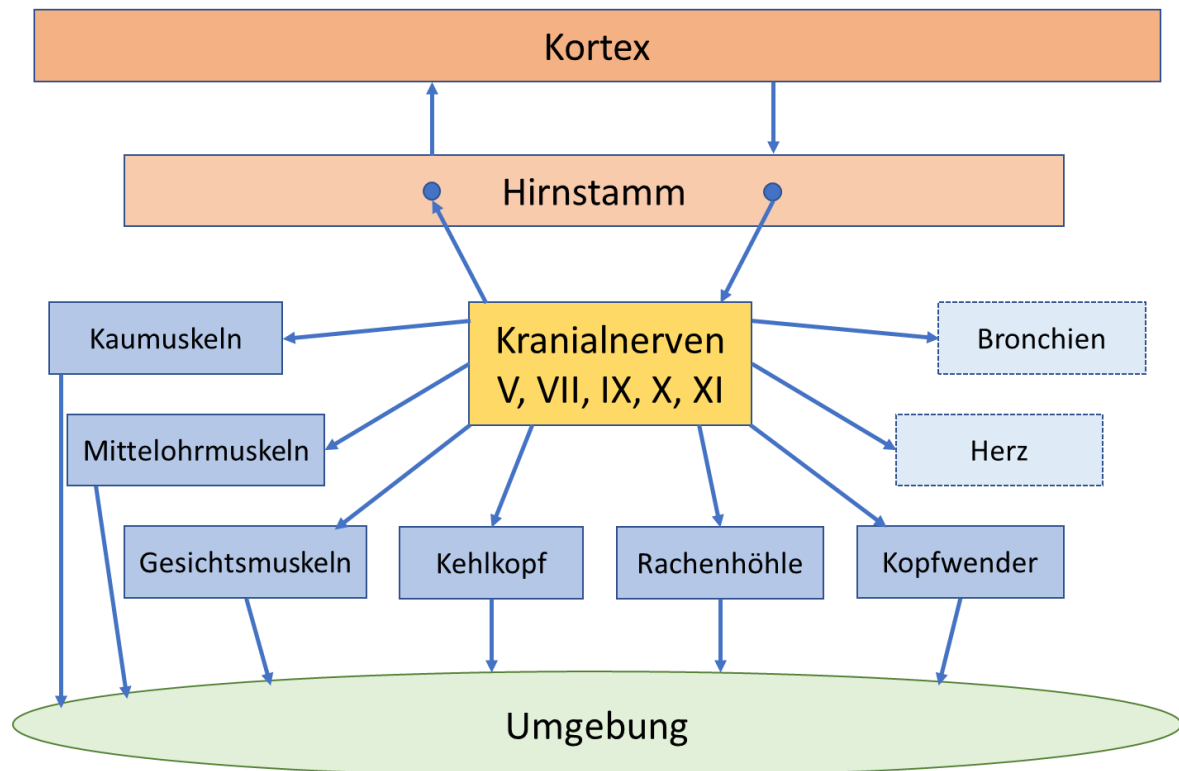 Kortex
Hirnstamm
Kaumuskeln
Kranialnerven
V, VII, IX, X, XI
Bronchien
Mittelohrmuskeln
Herz
Gesichtsmuskeln
Kehlkopf
Rachenhöhle
Kopfwender
Umgebung